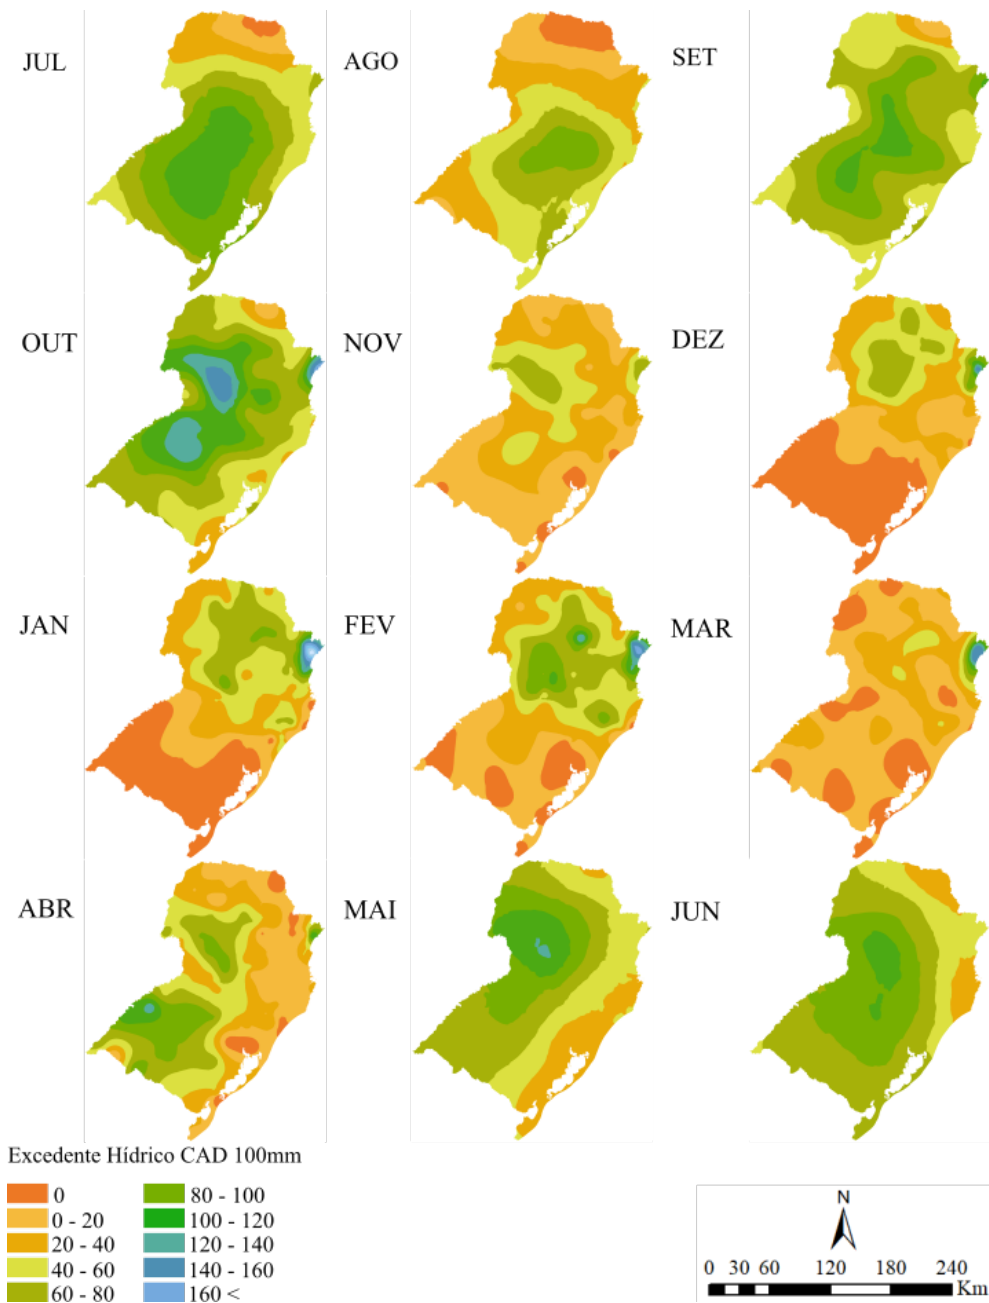 JUL
AGO
SET
OUT
NOV
DEZ
JAN
FEV
MAR
ABR
MAI
JUN
Excedente Hídrico CAD 100mm
0
0 - 20
20 - 40
40 - 60
60 - 80
80 - 100
100 - 120
120 - 140
140 - 160
160 <
N
0 30 60 120 180 240
Km